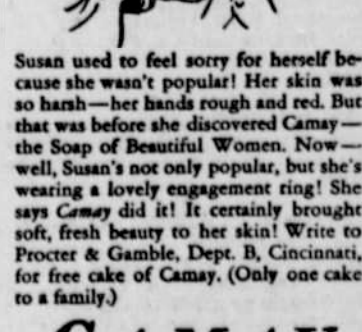 Susan used to feel sorry for herself be-
cause she wasn't popular! Her skin was
so harsh—her hands rough and red. But
that was before she discovered Camay—
the Soap of Beautiful Women. Now—
well, Susan's not only popular, but she's
wearing a lovely engagement ring! She
says Camay did it! It certainly brought
soft, fresh beauty to her skin! Write to
Procter & Gamble, Dept. B, Cincinnati,
for free cake of Camay. (Only one cake
to a family.)